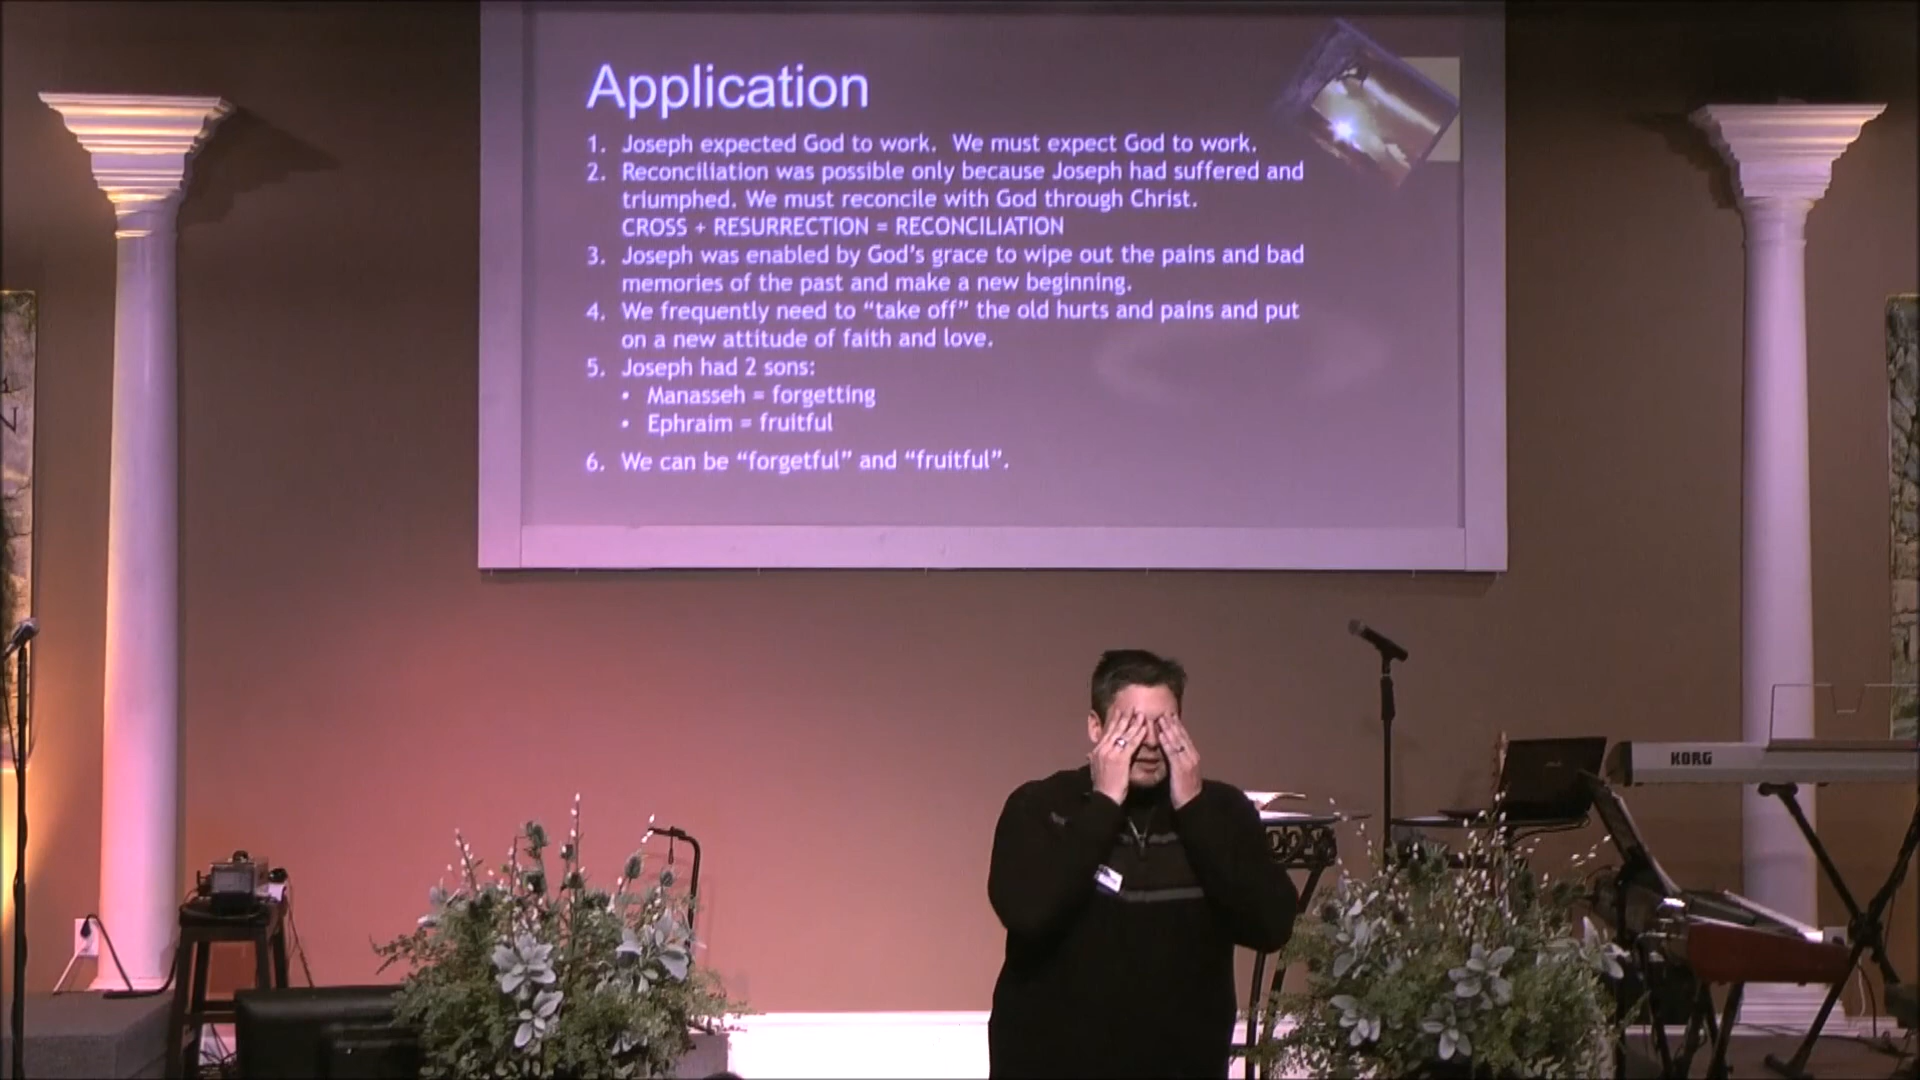 Application
1. Joseph expected God to work.  We must expect God to work.
2. Reconciliation was possible only because Joseph had suffered and
triumphed. We must reconcile with God through Christ.
CROSS + RESURRECTION = RECONCILIATION
3. Joseph was enabled by God's grace to wipe out the pains and bad
memories of the past and make a new beginning.
4. We frequently need to “take off” the old hurts and pains and put
on a new attitude of faith and love.
5. Joseph had 2 sons:
• Manasseh = forgetting
• Ephraim = fruitful
6. We can be “forgetful” and “fruitful”.
KORG